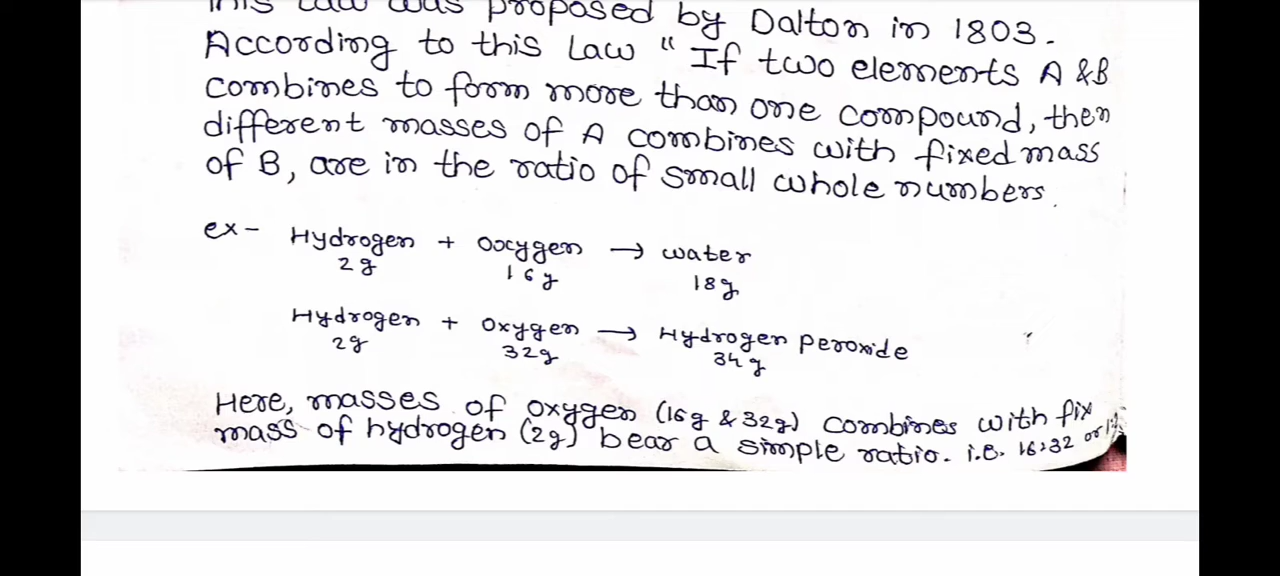 This Law was proposed by Dalton in 1803.
According to this Law " If two elements A & B
combines to form more than one compound, then
different masses of A combines with fixed mass
of B, are in the ratio of small whole numbers.
ex- Hydrogen + Oxygen → water
2g 16g 18g
Hydrogen + Oxygen → Hydrogen peroxide
2g 32g 34g
Here, masses of oxygen (16g & 32g) combines with fix
mass of hydrogen (2g) bear a simple ratio. i.e. 16:32 or